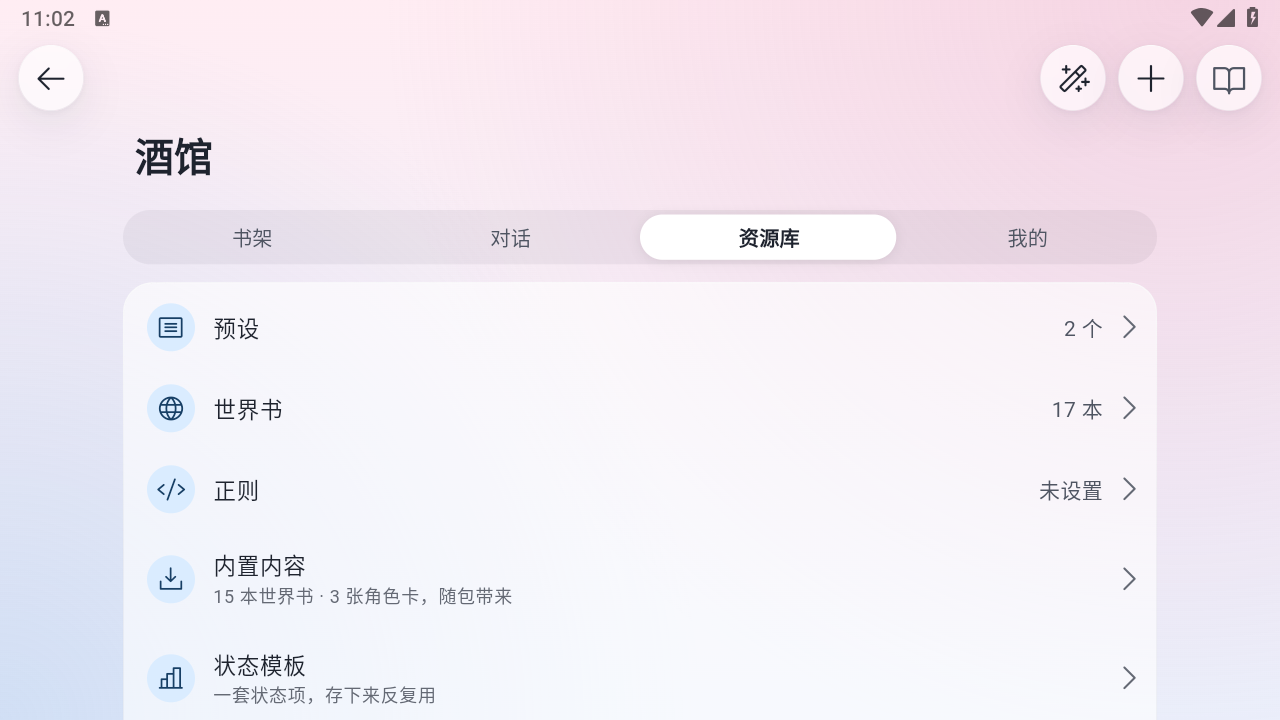 11:02
酒馆
书架 对话 资源库 我的
预设 2 个
世界书 17 本
正则 未设置
内置内容
15 本世界书 · 3 张角色卡，随包带来
状态模板
一套状态项，存下来反复用